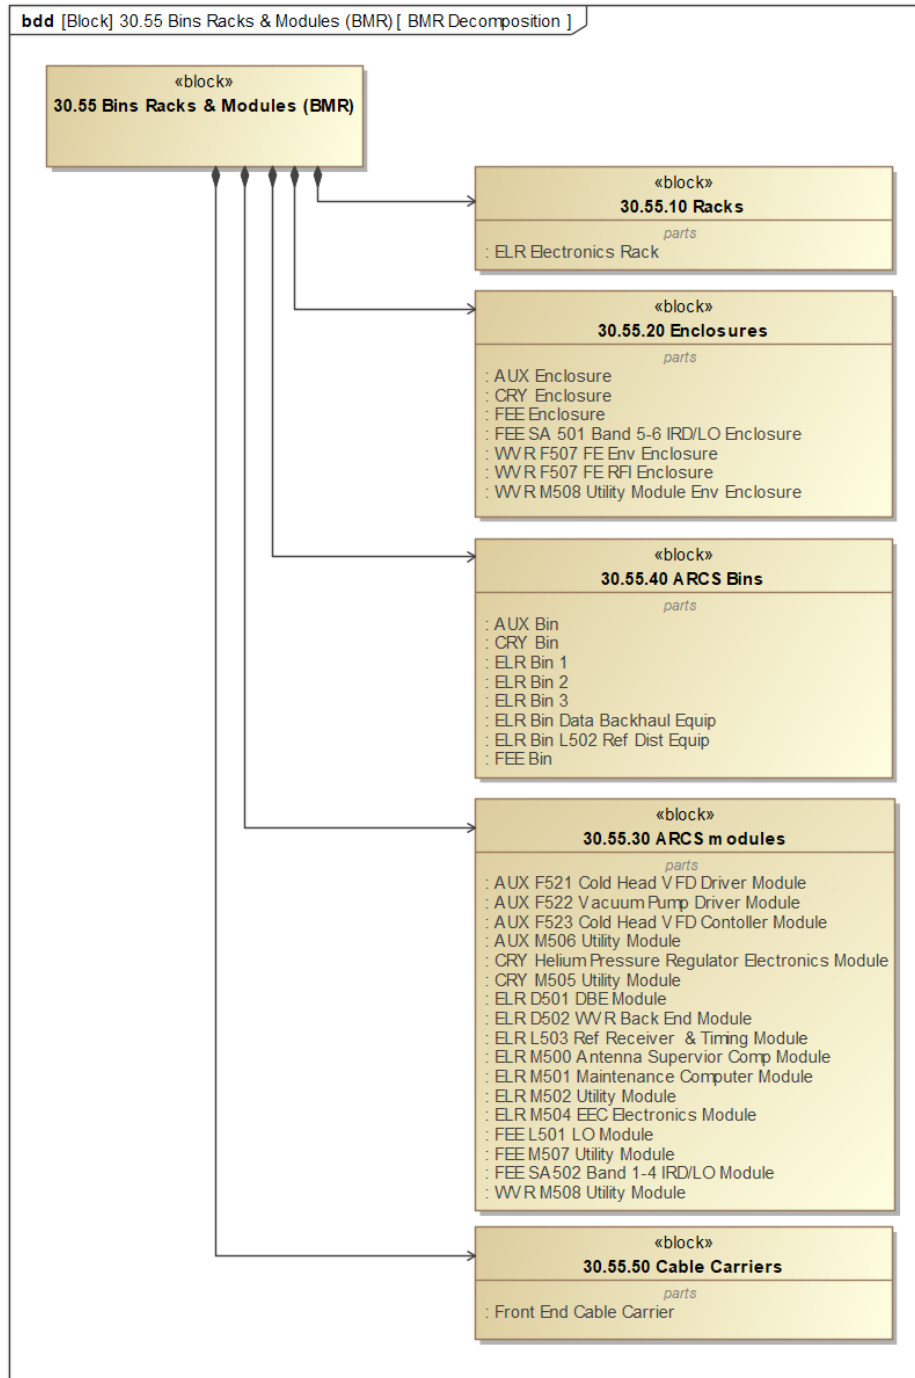 bdd [Block] 30.55 Bins Racks & Modules (BMR) [ BMR Decomposition ]
«block»
30.55 Bins Racks & Modules (BMR)
«block»
30.55.10 Racks
parts
: ELR Electronics Rack
«block»
30.55.20 Enclosures
parts
: AUX Enclosure
: CRY Enclosure
: FEE Enclosure
: FEE SA 501 Band 5-6 IRD/LO Enclosure
: WVR F507 FE Env Enclosure
: WVR F507 FE RFI Enclosure
: WVR M508 Utility Module Env Enclosure
«block»
30.55.40 ARCS Bins
parts
: AUX Bin
: CRY Bin
: ELR Bin 1
: ELR Bin 2
: ELR Bin 3
: ELR Bin Data Backhaul Equip
: ELR Bin L502 Ref Dist Equip
: FEE Bin
«block»
30.55.30 ARCS modules
parts
: AUX F521 Cold Head VFD Driver Module
: AUX F522 Vacuum Pump Driver Module
: AUX F523 Cold Head VFD Contoller Module
: AUX M506 Utility Module
: CRY Helium Pressure Regulator Electronics Module
: CRY M505 Utility Module
: ELR D501 DBE Module
: ELR D502 WVR Back End Module
: ELR L503 Ref Receiver & Timing Module
: ELR M500 Antenna Supervior Comp Module
: ELR M501 Maintenance Computer Module
: ELR M502 Utility Module
: ELR M504 EEC Electronics Module
: FEE L501 LO Module
: FEE M507 Utility Module
: FEE SA502 Band 1-4 IRD/LO Module
: WVR M508 Utility Module
«block»
30.55.50 Cable Carriers
parts
: Front End Cable Carrier